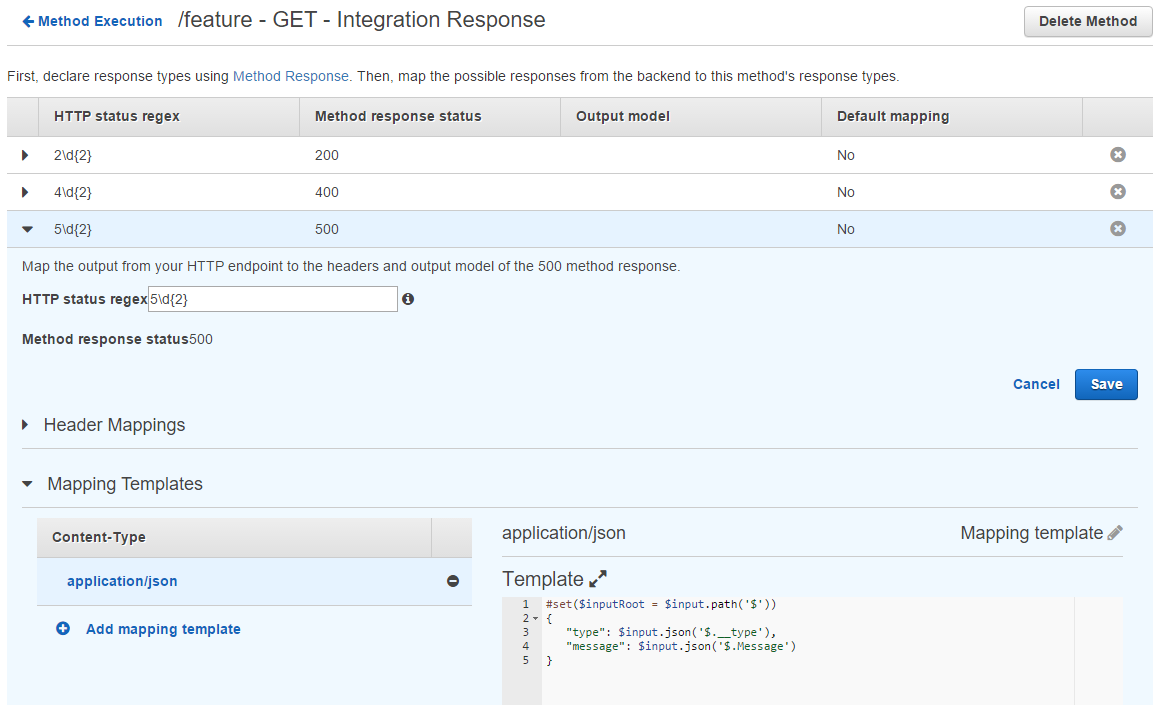 Method Execution /feature - GET - Integration Response Delete Method
First, declare response types using Method Response. Then, map the possible responses from the backend to this method's response types.
HTTP status regex Method response status Output model Default mapping
2\d{2} 200 No
4\d{2} 400 No
5\d{2} 500 No
Map the output from your HTTP endpoint to the headers and output model of the 500 method response.
HTTP status regex 5\d{2}
Method response status500
Cancel Save
Header Mappings
Mapping Templates
Content-Type
application/json
Add mapping template
application/json Mapping template
Template
1 #set($inputRoot = $input.path('$'))
2 {
3 "type": $input.json('$.__type'),
4 "message": $input.json('$.Message')
5 }